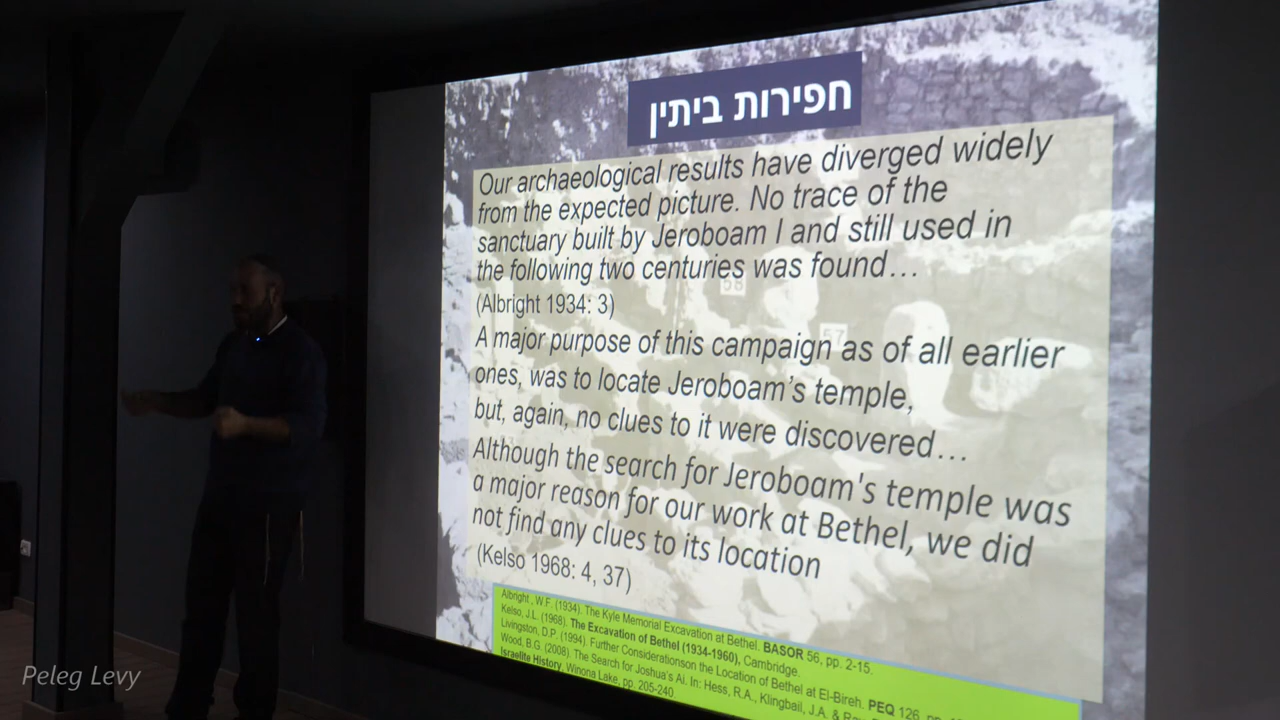 חפירות ביתין
Our archaeological results have diverged widely
from the expected picture. No trace of the
sanctuary built by Jeroboam I and still used in
the following two centuries was found…
(Albright 1934: 3)
A major purpose of this campaign as of all earlier
ones, was to locate Jeroboam's temple,
but, again, no clues to it were discovered…
Although the search for Jeroboam's temple was
a major reason for our work at Bethel, we did
not find any clues to its location
(Kelso 1968: 4, 37)
Albright , W.F. (1934). The Kyle Memorial Excavation at Bethel. BASOR 56, pp. 2-15.
Kelso, J.L. (1968). The Excavation of Bethel (1934-1960), Cambridge.
Livingston, D.P. (1994). Further Considerationson the Location of Bethel at El-Bireh. PEQ 126, pp.
Wood, B.G. (2008). The Search for Joshua's Ai. In: Hess, R.A., Klingbail, J.A. &
Israelite History, Winona Lake, pp. 205-240.
58
57
Peleg Levy